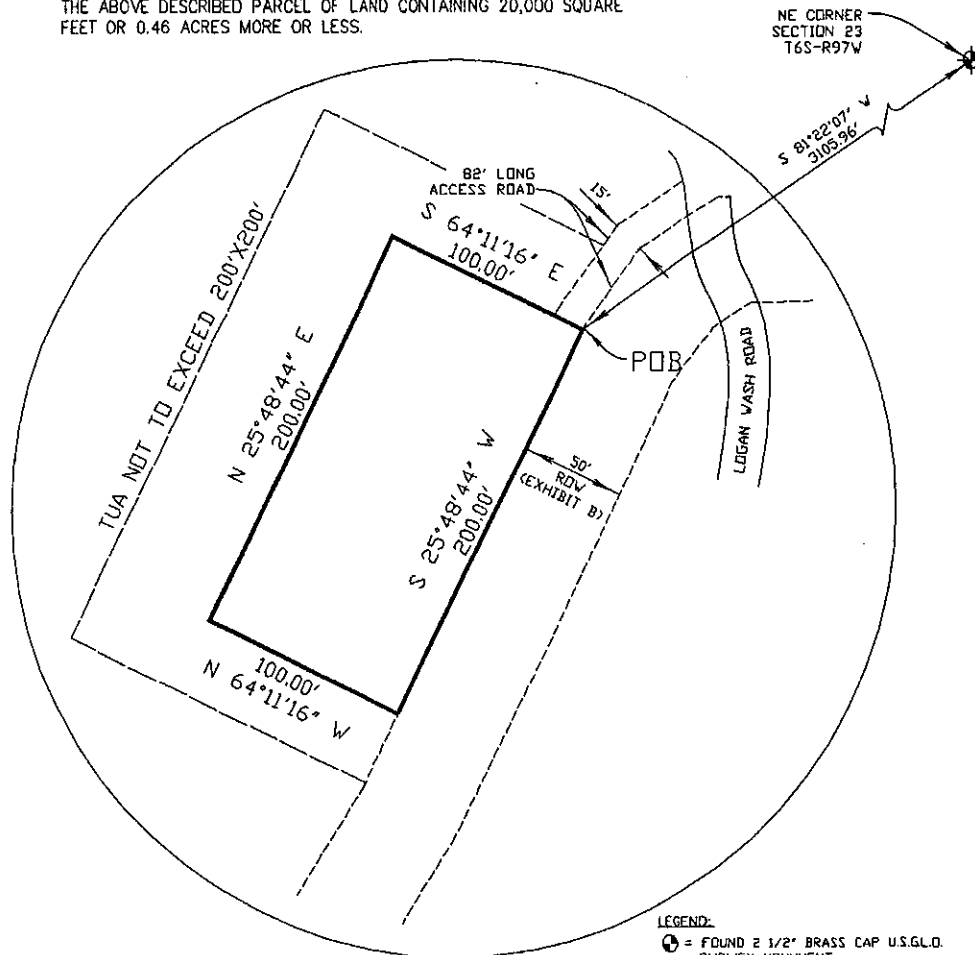 THE ABOVE DESCRIBED PARCEL OF LAND CONTAINING 20,000 SQUARE
FEET OR 0.46 ACRES MORE OR LESS.
NE CORNER
SECTION 23
T6S-R97W
S 81°22'07" W
3105.96'
82' LONG
ACCESS ROAD
15'
S 64°11'16" E
100.00'
TUA NOT TO EXCEED 200'X200'
N 25°48'44" E
200.00'
POB
LOGAN WASH ROAD
S 25°48'44" W
200.00'
50'
ROW
(EXHIBIT B)
100.00'
N 64°11'16" W
LEGEND:
= FOUND 2 1/2" BRASS CAP U.S.G.L.O.